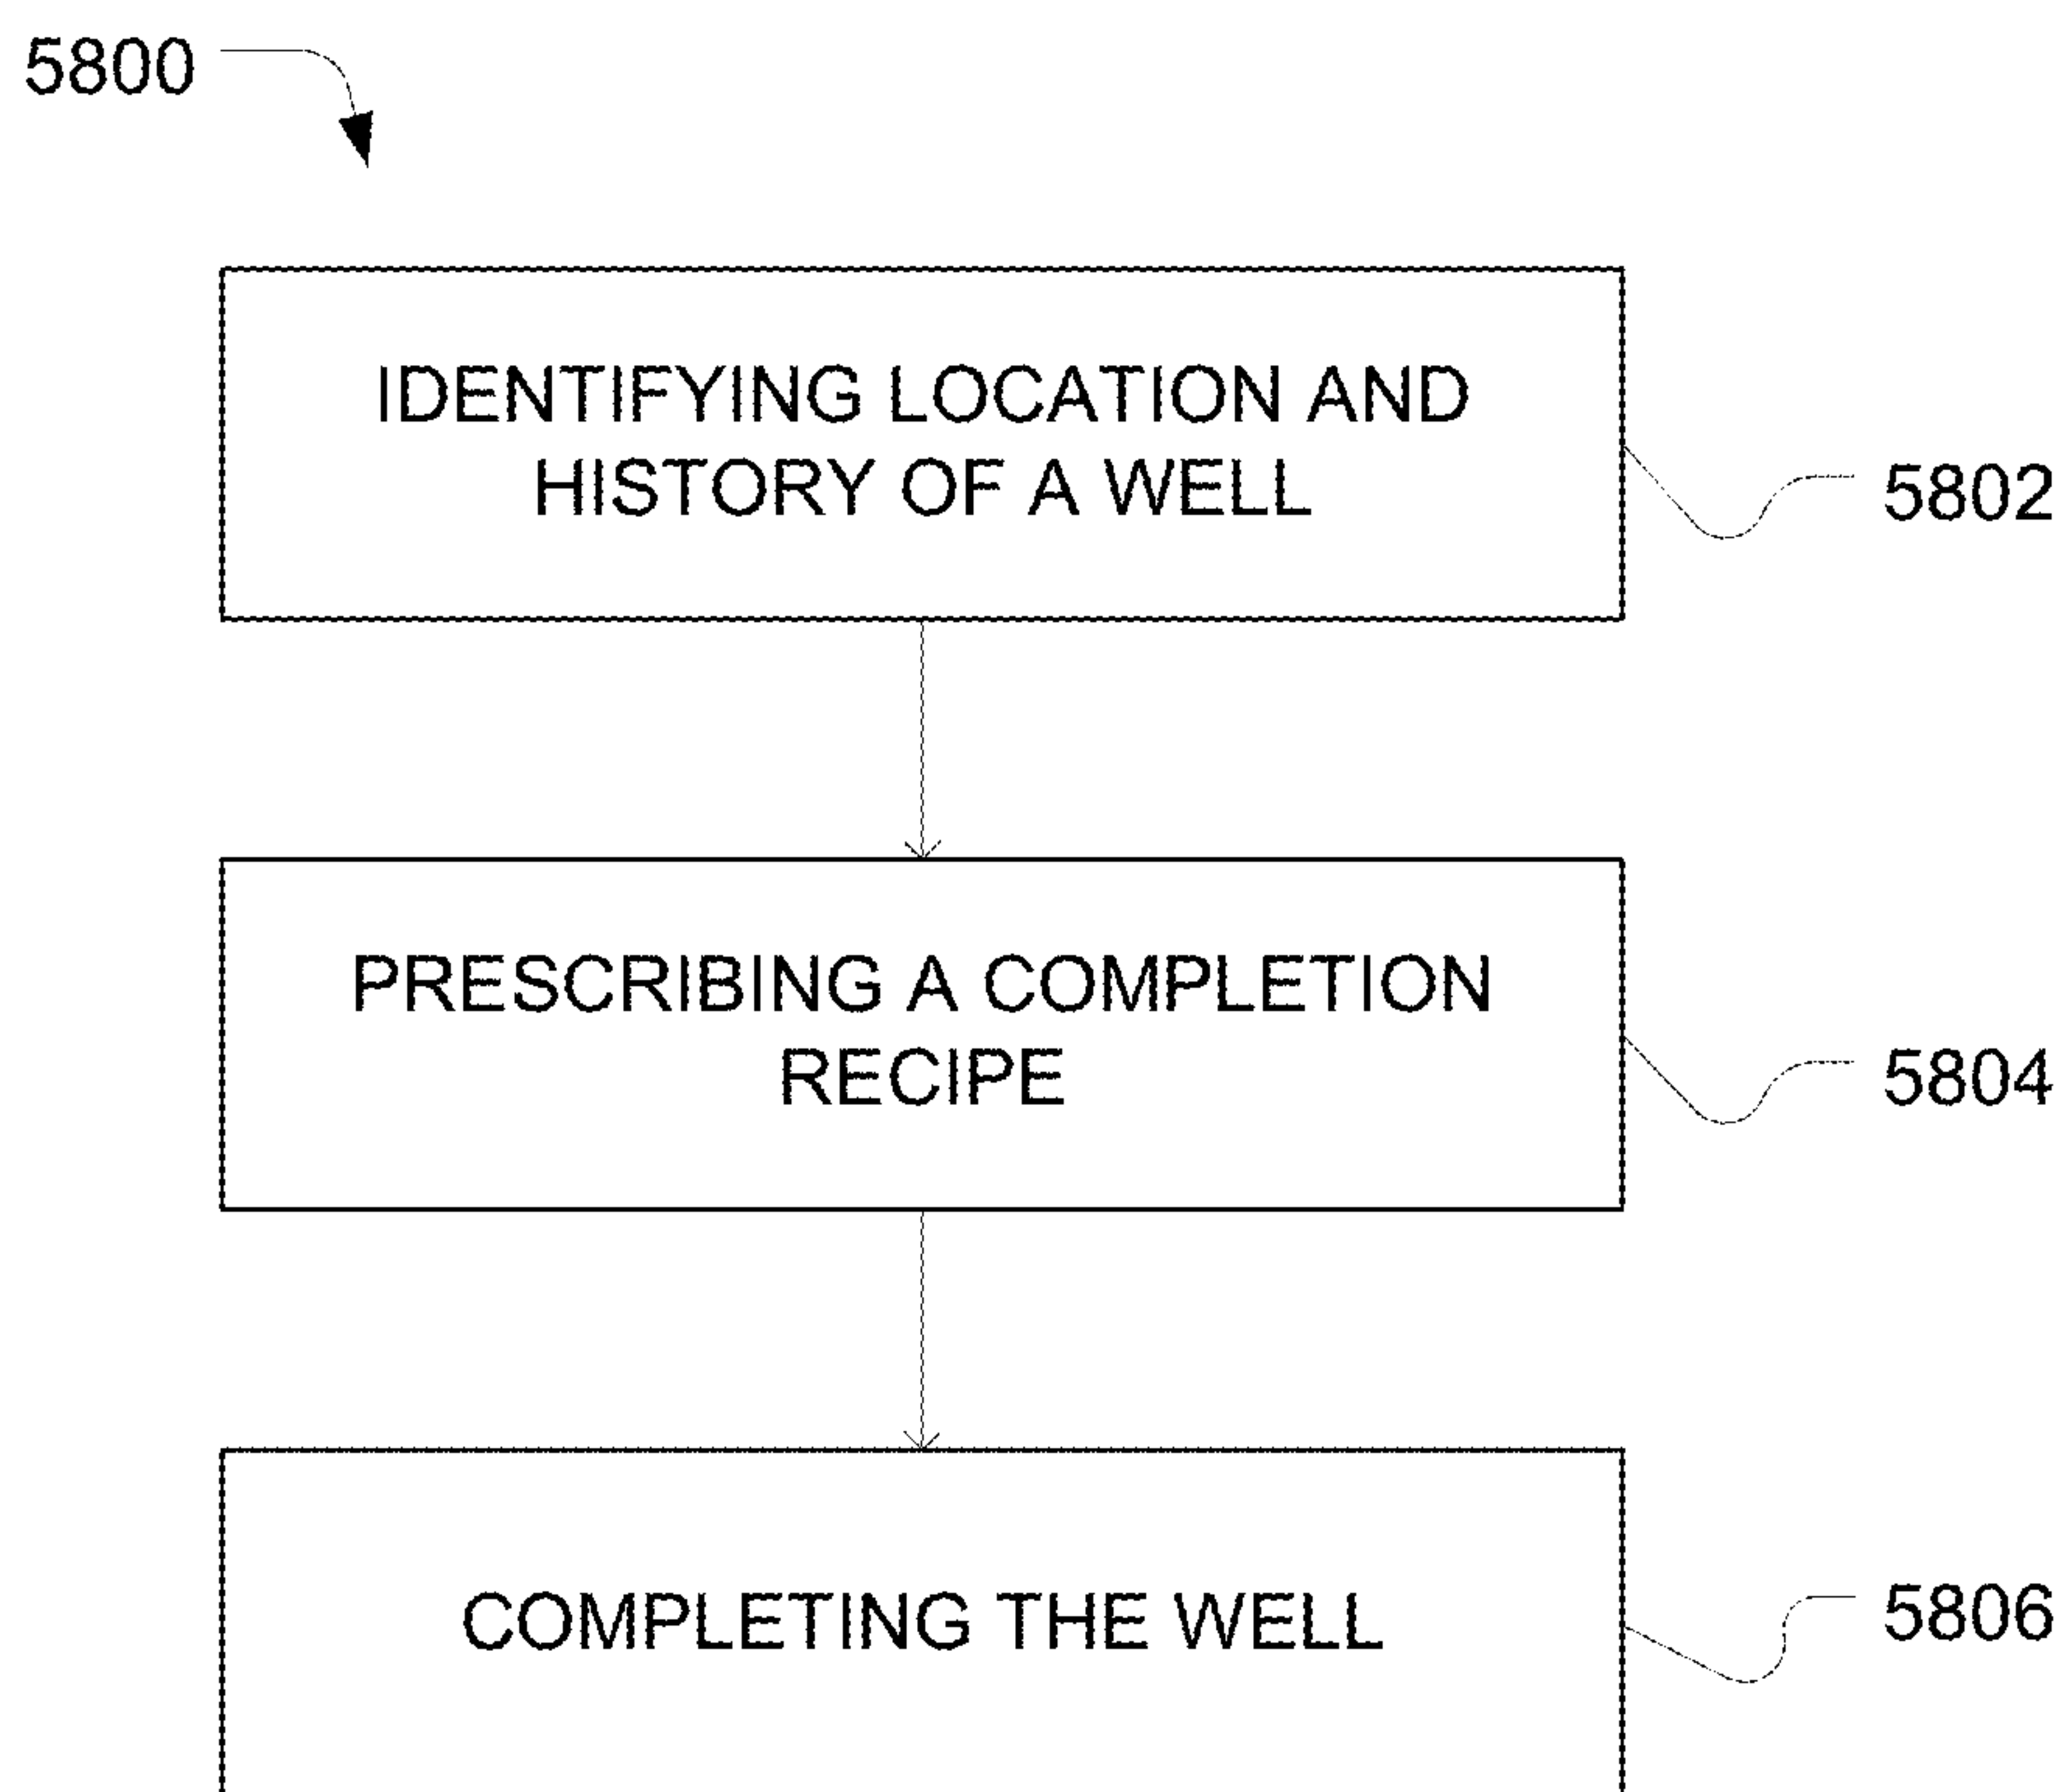 5800
IDENTIFYING LOCATION AND
HISTORY OF A WELL
5802
PRESCRIBING A COMPLETION
RECIPE
5804
COMPLETING THE WELL
5806